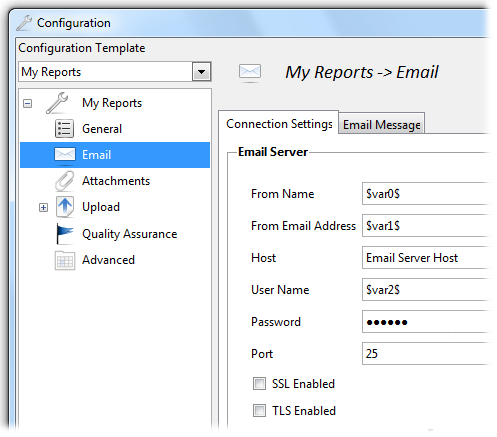 Configuration
Configuration Template
My Reports
My Reports -> Email
My Reports
General
Email
Attachments
Upload
Quality Assurance
Advanced
Connection Settings
Email Message
Email Server
From Name $var0$
From Email Address $var1$
Host Email Server Host
User Name $var2$
Password ●●●●●●
Port 25
SSL Enabled
TLS Enabled